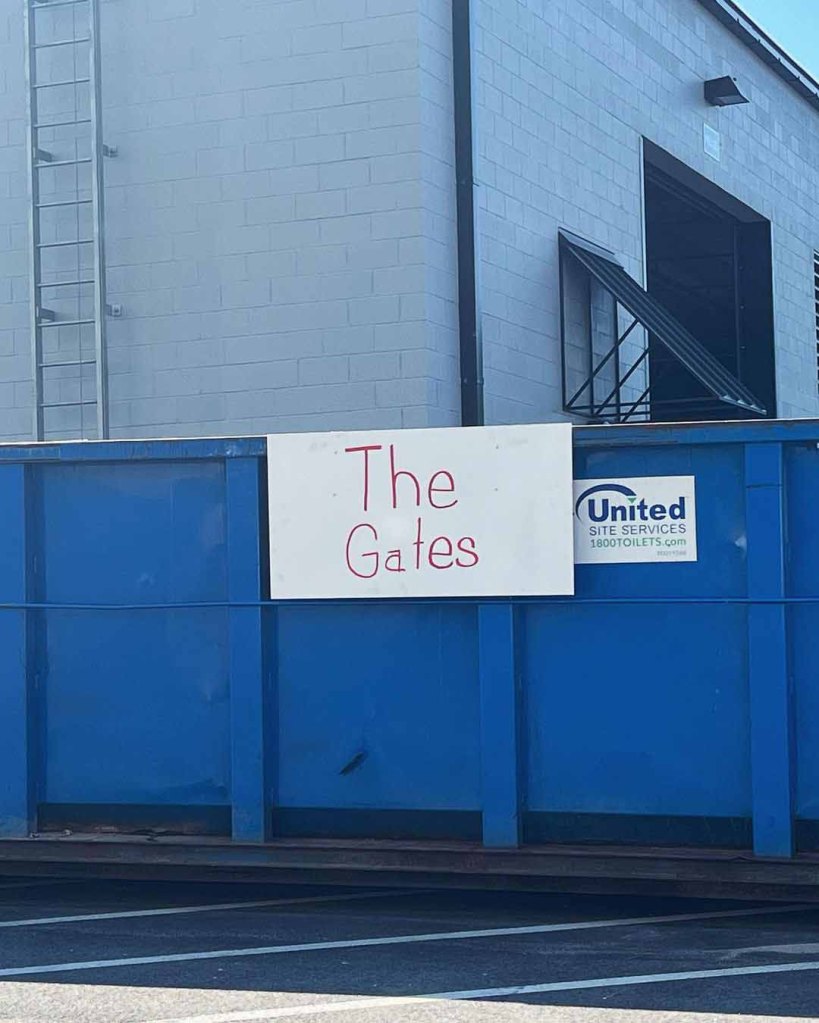 The
Gates
United
SITE SERVICES
1800TOILETS.com